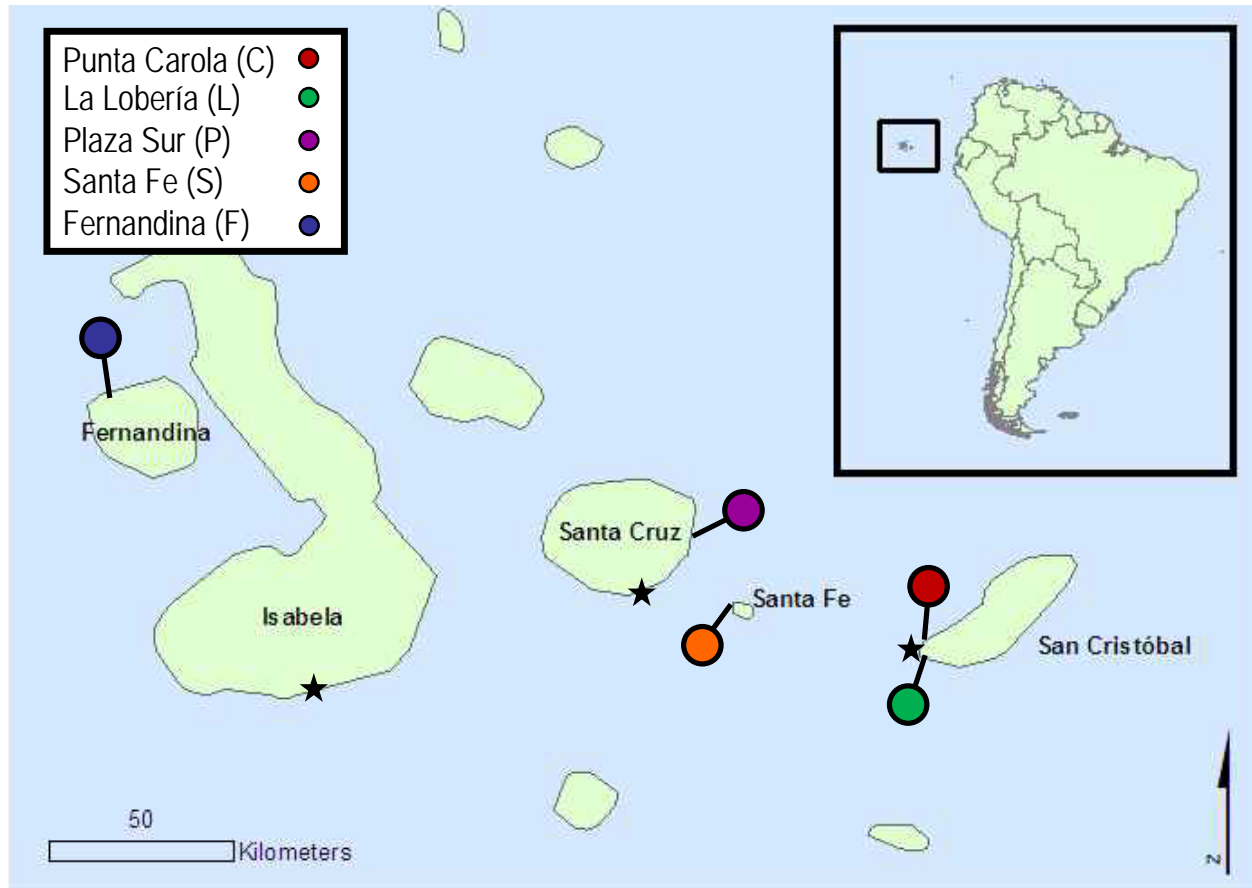 Punta Carola (C)
La Lobería (L)
Plaza Sur (P)
Santa Fe (S)
Fernandina (F)
Fernandina
Santa Cruz
Santa Fe
Isabela
San Cristóbal
50
Kilometers
N